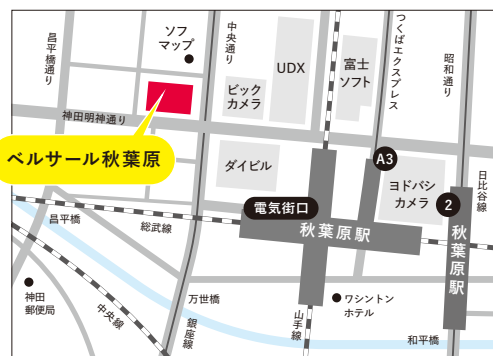 昌平橋通り
ソフ
マップ
中央通り
ビック
カメラ
UDX
富士
ソフト
つくばエクスプレス
昭和通り
神田明神通り
ベルサール秋葉原
ダイビル
A3
ヨドバシ
カメラ
日比谷線
2
電気街口
秋葉原駅
秋葉原駅
昌平橋
総武線
神田
郵便局
中央線
万世橋
銀座線
山手線
ワシントン
ホテル
和平橋